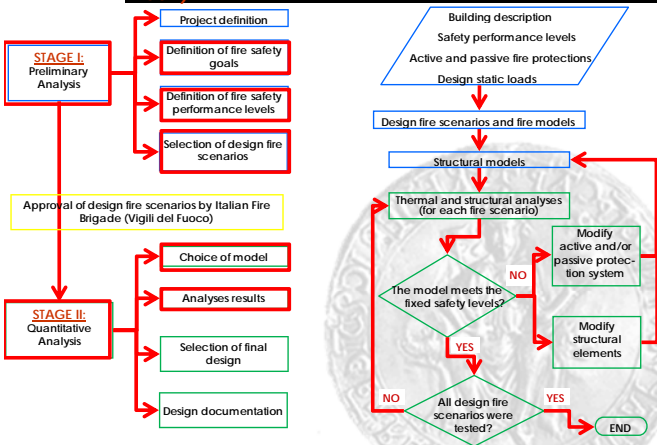 Project definition
STAGE I:
Preliminary
Analysis
Definition of fire safety
goals
Definition of fire safety
performance levels
Selection of design fire
scenarios
Approval of design fire scenarios by Italian Fire
Brigade (Vigili del Fuoco)
STAGE II:
Quantitative
Analysis
Choice of model
Analyses results
Selection of final
design
Design documentation
Building description
Safety performance levels
Active and passive fire protections
Design static loads
Design fire scenarios and fire models
Structural models
Thermal and structural analyses
(for each fire scenario)
The model meets the
fixed safety levels?
NO
Modify
active and/or
passive protec-
tion system
Modify
structural
elements
YES
All design fire
scenarios were
tested?
NO
YES
END